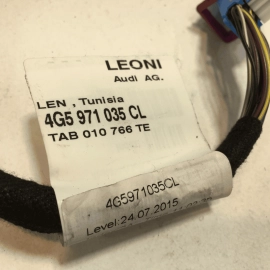 LEONI
Audi AG.
LEN , Tunisia
4G5 971 035 CL
TAB 010 766 TE
4G5971035CL
Level 24.07.2015